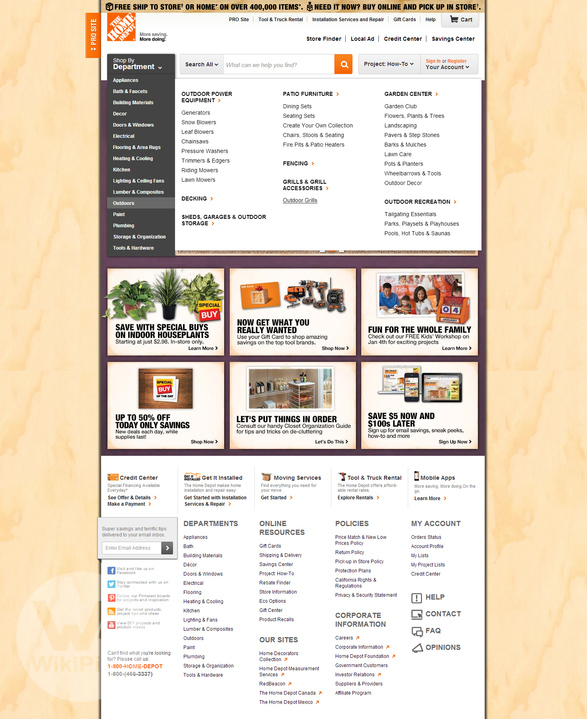 FREE SHIP TO STORE† OR HOME* ON OVER 400,000 ITEMS*.
NEED IT NOW? BUY ONLINE AND PICK UP IN STORE*.
PRO SITE
THE HOME DEPOT
More saving.
More doing.
PRO Site | Tool & Truck Rental | Installation Services and Repair | Gift Cards | Help
Cart
Store Finder | Local Ad | Credit Center | Savings Center
Shop By
Department
Search All
What can we help you find?
Project: How-To
Sign In or Register
Your Account
Appliances
Bath & Faucets
Building Materials
Decor
Doors & Windows
Electrical
Flooring & Area Rugs
Heating & Cooling
Kitchen
Lighting & Ceiling Fans
Lumber & Composites
Outdoors
Paint
Plumbing
Storage & Organization
Tools & Hardware
OUTDOOR POWER
EQUIPMENT
Generators
Snow Blowers
Leaf Blowers
Chainsaws
Pressure Washers
Trimmers & Edgers
Riding Mowers
Lawn Mowers
DECKING
SHEDS, GARAGES & OUTDOOR
STORAGE
PATIO FURNITURE
Dining Sets
Seating Sets
Create Your Own Collection
Chairs, Stools & Seating
Fire Pits & Patio Heaters
FENCING
GRILLS & GRILL
ACCESSORIES
Outdoor Grills
GARDEN CENTER
Garden Club
Flowers, Plants & Trees
Landscaping
Pavers & Step Stones
Barks & Mulches
Lawn Care
Pots & Planters
Wheelbarrows & Tools
Outdoor Decor
OUTDOOR RECREATION
Tailgating Essentials
Parks, Playsets & Playhouses
Pools, Hot Tubs & Saunas
SPECIAL
BUY
SAVE WITH SPECIAL BUYS
ON INDOOR HOUSEPLANTS
Starting at just $2.98. In-store only.
Learn More
NOW GET WHAT YOU
REALLY WANTED
Use your Gift Card to shop amazing
savings on the top tool brands.
Shop Now
04
FUN FOR THE WHOLE FAMILY
Check out our FREE Kids' Workshop on
Jan 4th for exciting projects
Learn More
SPECIAL
BUY
UP TO 50% OFF
TODAY ONLY SAVINGS
New deals each day, while
supplies last!
Shop Now
LET'S PUT THINGS IN ORDER
Consult our handy Closet Organization Guide
for tips and tricks on de-cluttering
Let's Do This
SAVE $5 NOW AND
$100s LATER
Sign up for email savings, sneak peeks,
how-to and more
Sign Up Now
Credit Center
Special Financing Available
Everyday*
See Offer & Details
Make a Payment
Get It Installed
The Home Depot makes home
installation and repair easy
Get Started with Installation
Services & Repair
Moving Services
Find everything you need for
your move.
Get Started
Tool & Truck Rental
The Home Depot offers afford-
able rental rates.
Explore Rentals
Mobile Apps
More saving. More doing.On the
go.
Learn More
Super savings and terrific tips
delivered to your email inbox.
Enter Email Address
Visit and like us on
Facebook
Stay connected with us on
Twitter
Follow our Pinterest boards
for projects and inspiration
Get the latest products,
project tips and ideas
View DIY projects and
product videos
Can't find what you're looking
for? Please call us:
1-800-HOME-DEPOT
1-800-(466-3337)
DEPARTMENTS
Appliances
Bath
Building Materials
Décor
Doors & Windows
Electrical
Flooring
Heating & Cooling
Kitchen
Lighting & Fans
Lumber & Composites
Outdoors
Paint
Plumbing
Storage & Organization
Tools & Hardware
ONLINE
RESOURCES
Gift Cards
Shipping & Delivery
Savings Center
Project: How-To
Rebate Finder
Store Information
Eco Options
Gift Center
Product Recalls
OUR SITES
Home Decorators
Collection
Home Depot Measurement
Services
RedBeacon
The Home Depot Canada
The Home Depot Mexico
POLICIES
Price Match & New Low
Prices Policy
Return Policy
Pick-up in Store Policy
Protection Plans
California Rights &
Regulations
Privacy & Security Statement
CORPORATE
INFORMATION
Careers
Corporate Information
Home Depot Foundation
Government Customers
Investor Relations
Suppliers & Providers
Affiliate Program
MY ACCOUNT
Orders Status
Account Profile
My Lists
My Project Lists
Credit Center
HELP
CONTACT
FAQ
OPINIONS